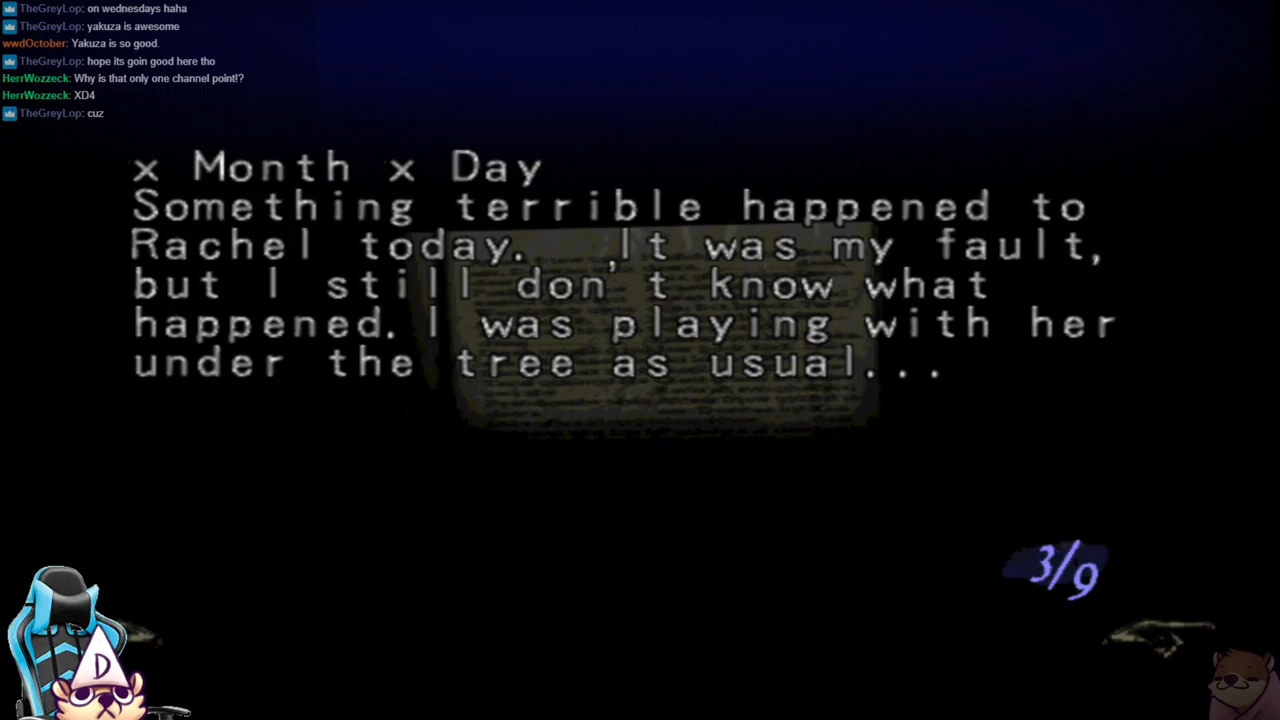 TheGreyLop: on wednesdays haha
TheGreyLop: yakuza is awesome
wwdOctober: Yakuza is so good.
TheGreyLop: hope its goin good here tho
HerrWozzeck: Why is that only one channel point!?
HerrWozzeck: XD4
TheGreyLop: cuz
x Month x Day
Something terrible happened to
Rachel today. It was my fault,
but I still don't know what
happened. I was playing with her
under the tree as usual...
3/9
D